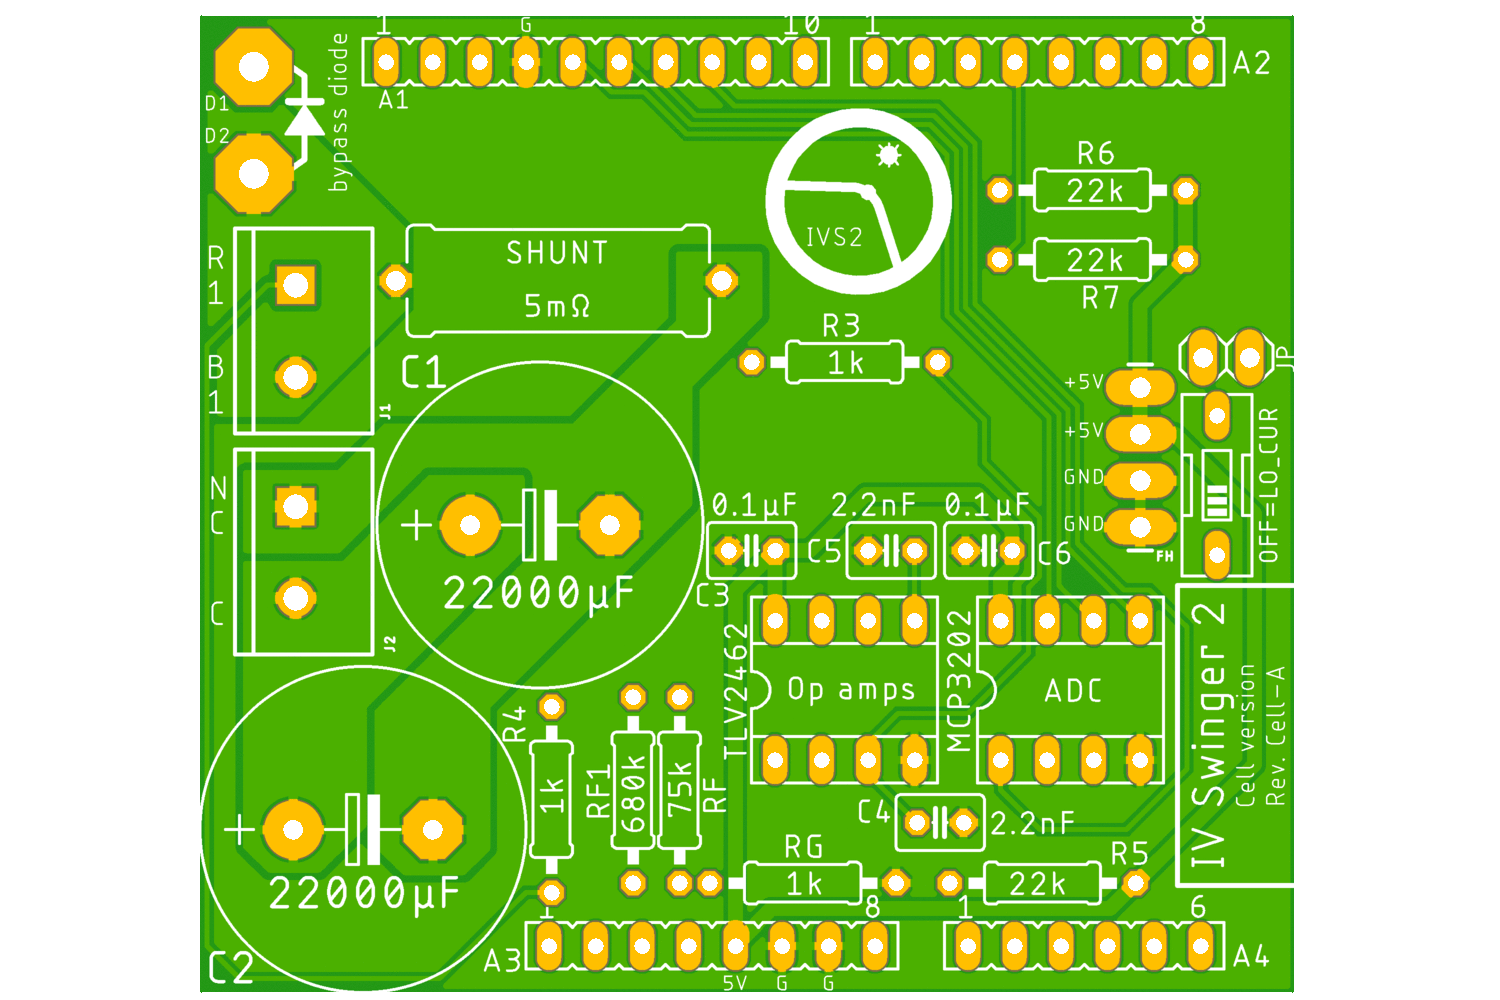 1
G
10
1
8
A1
A2
D1
D2
bypass diode
IVS2
R6
22k
22k
R7
R
1
B
1
J1
SHUNT
5mΩ
R3
1k
C1
JP
+5V
+5V
GND
GND
FH
OFF=LO_CUR
N
C
C
J2
22000µF
0.1µF
2.2nF
0.1µF
C3
C5
C6
TLV2462
Op amps
MCP3202
ADC
IV Swinger 2
Cell version
Rev. Cell-A
R4
1k
RF1
680k
75k
RF
C4
2.2nF
RG
1k
R5
22k
22000µF
C2
1
8
1
6
A3
A4
5V
G
G